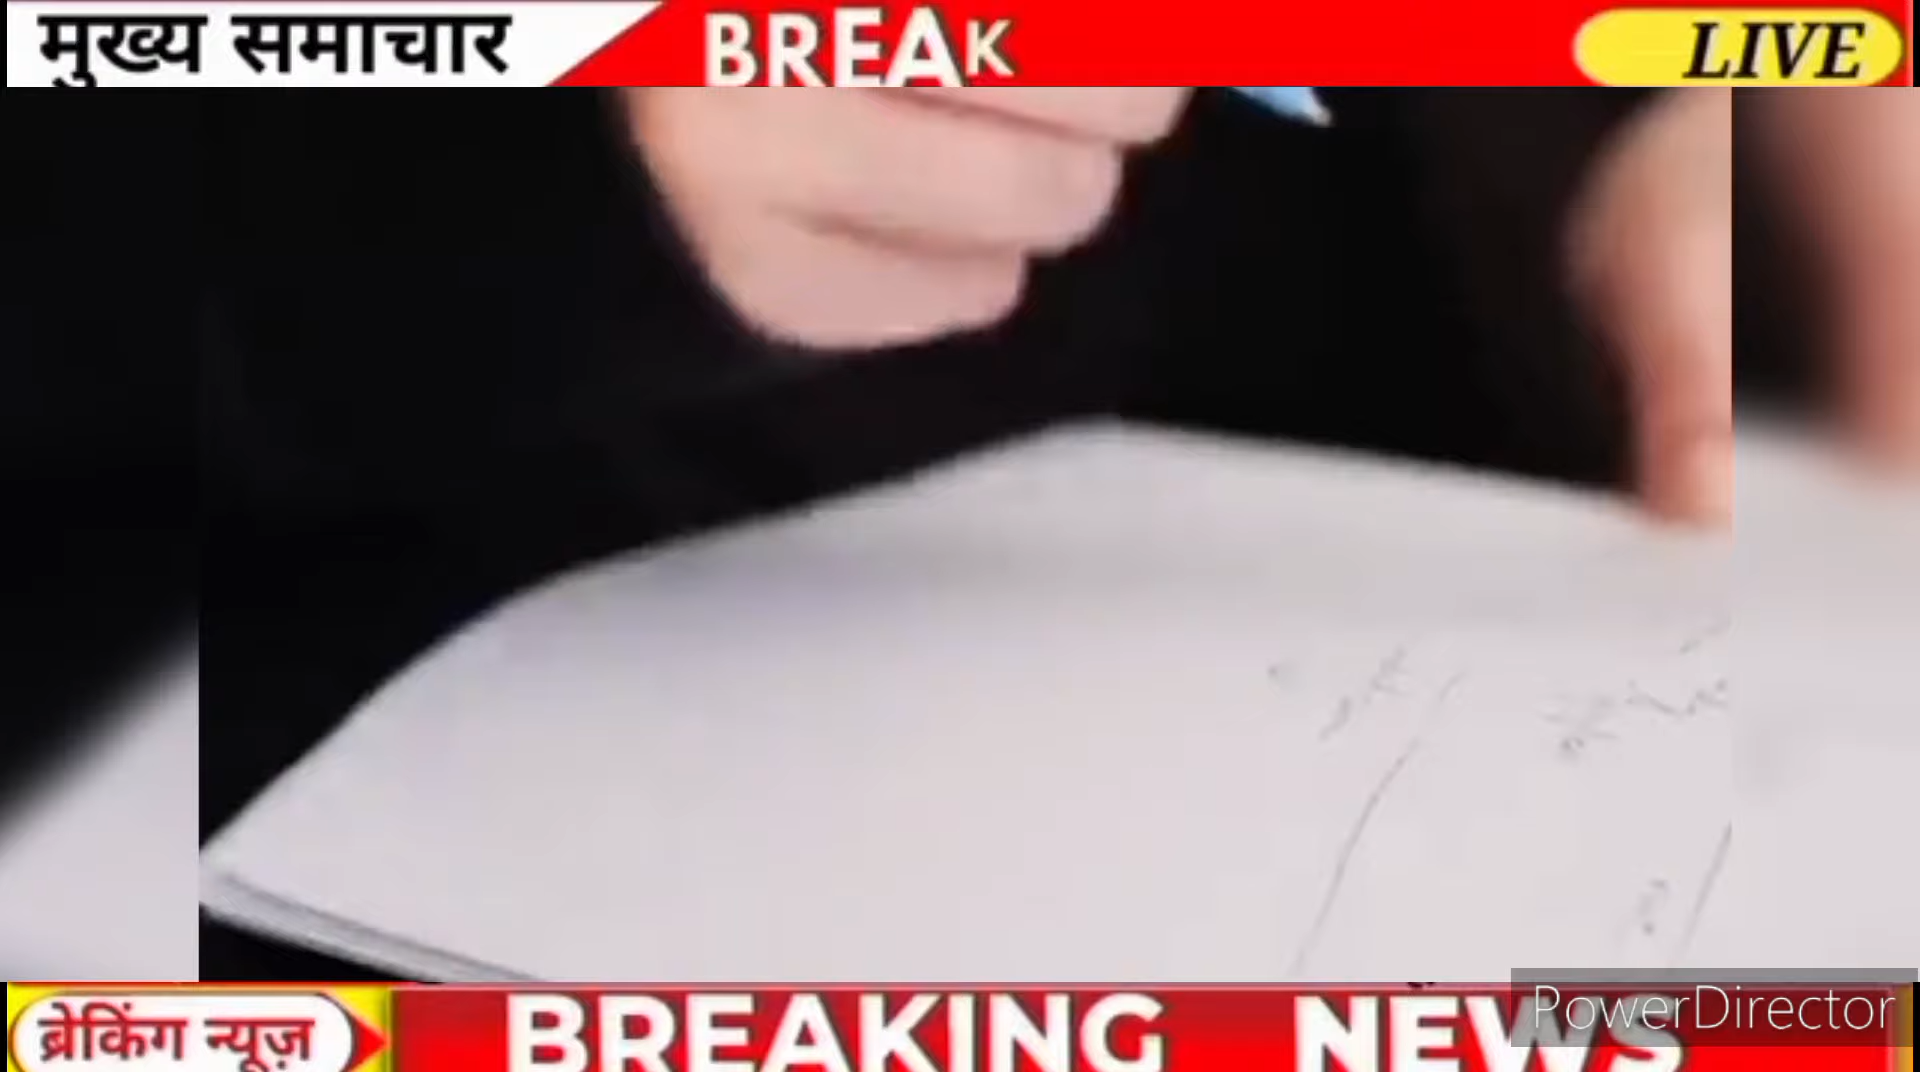 मुख्य समाचार
BREAK
LIVE
ब्रेकिंग न्यूज़
BREAKING NEWS
PowerDirector